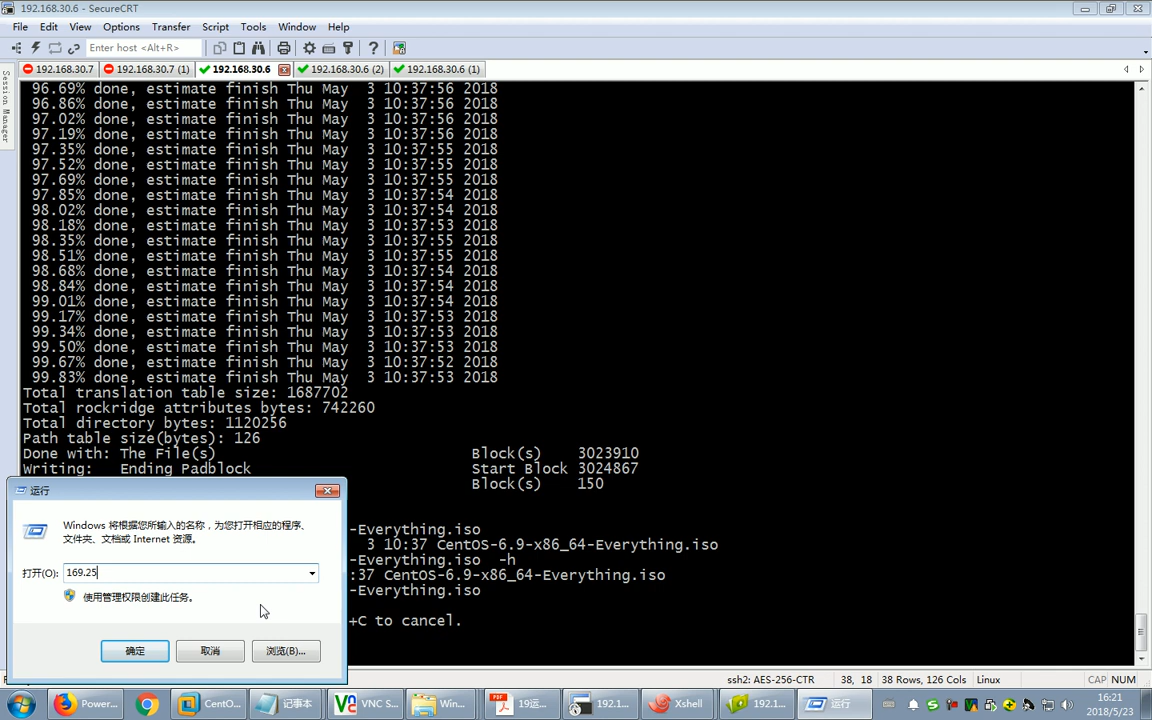 192.168.30.6 - SecureCRT
File Edit View Options Transfer Script Tools Window Help
Enter host <Alt+R>
192.168.30.7 192.168.30.7 (1) 192.168.30.6 192.168.30.6 (2) 192.168.30.6 (1)
Session Manager
96.69% done, estimate finish Thu May  3 10:37:56 2018
96.86% done, estimate finish Thu May  3 10:37:56 2018
97.02% done, estimate finish Thu May  3 10:37:56 2018
97.19% done, estimate finish Thu May  3 10:37:56 2018
97.35% done, estimate finish Thu May  3 10:37:55 2018
97.52% done, estimate finish Thu May  3 10:37:55 2018
97.69% done, estimate finish Thu May  3 10:37:55 2018
97.85% done, estimate finish Thu May  3 10:37:54 2018
98.02% done, estimate finish Thu May  3 10:37:54 2018
98.18% done, estimate finish Thu May  3 10:37:53 2018
98.35% done, estimate finish Thu May  3 10:37:55 2018
98.51% done, estimate finish Thu May  3 10:37:55 2018
98.68% done, estimate finish Thu May  3 10:37:54 2018
98.84% done, estimate finish Thu May  3 10:37:54 2018
99.01% done, estimate finish Thu May  3 10:37:54 2018
99.17% done, estimate finish Thu May  3 10:37:53 2018
99.34% done, estimate finish Thu May  3 10:37:53 2018
99.50% done, estimate finish Thu May  3 10:37:53 2018
99.67% done, estimate finish Thu May  3 10:37:52 2018
99.83% done, estimate finish Thu May  3 10:37:53 2018
Total translation table size: 1687702
Total rockridge attributes bytes: 742260
Total directory bytes: 1120256
Path table size(bytes): 126
Done with: The File(s) Block(s) 3023910
Writing: Ending Padblock Start Block 3024867
Block(s) 150
-Everything.iso
3 10:37 CentOS-6.9-x86_64-Everything.iso
-Everything.iso -h
:37 CentOS-6.9-x86_64-Everything.iso
-Everything.iso
+C to cancel.
运行
Windows 将根据您所输入的名称，为您打开相应的程序、
文件夹、文档或 Internet 资源。
打开(O): 169.25
使用管理权限创建此任务。
确定 取消 浏览(B)...
ssh2: AES-256-CTR 38, 18 38 Rows, 126 Cols Linux CAP NUM
Power... CentO... 记事本 VNC S... Win... 19运... 192.1... Xshell 192.1... 运行
16:21
2018/5/23